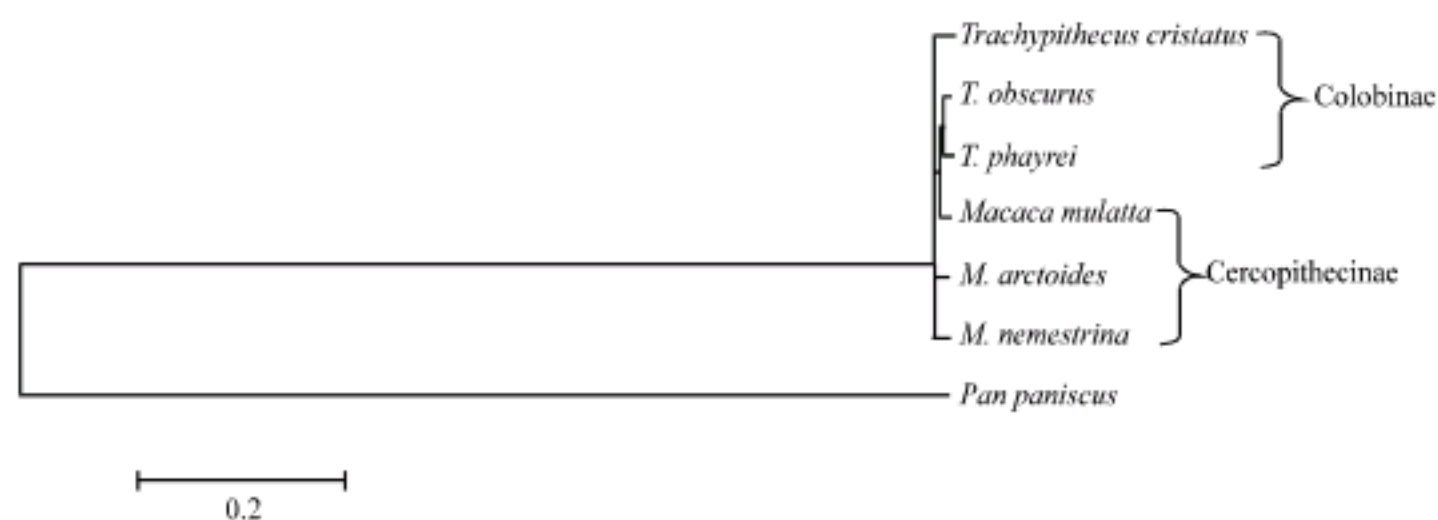 Trachypithecus cristatus
T. obscurus
Colobinae
T. phayrei
Macaca mulatta
M. arctoides
Cercopithecinae
M. nemestrina
Pan paniscus
0.2